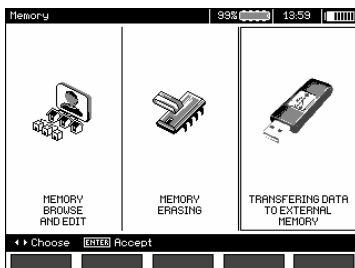 Memory 99% 13:59
MEMORY
BROWSE
AND EDIT
MEMORY
ERASING
TRANSFERING DATA
TO EXTERNAL
MEMORY
Choose ENTER Accept